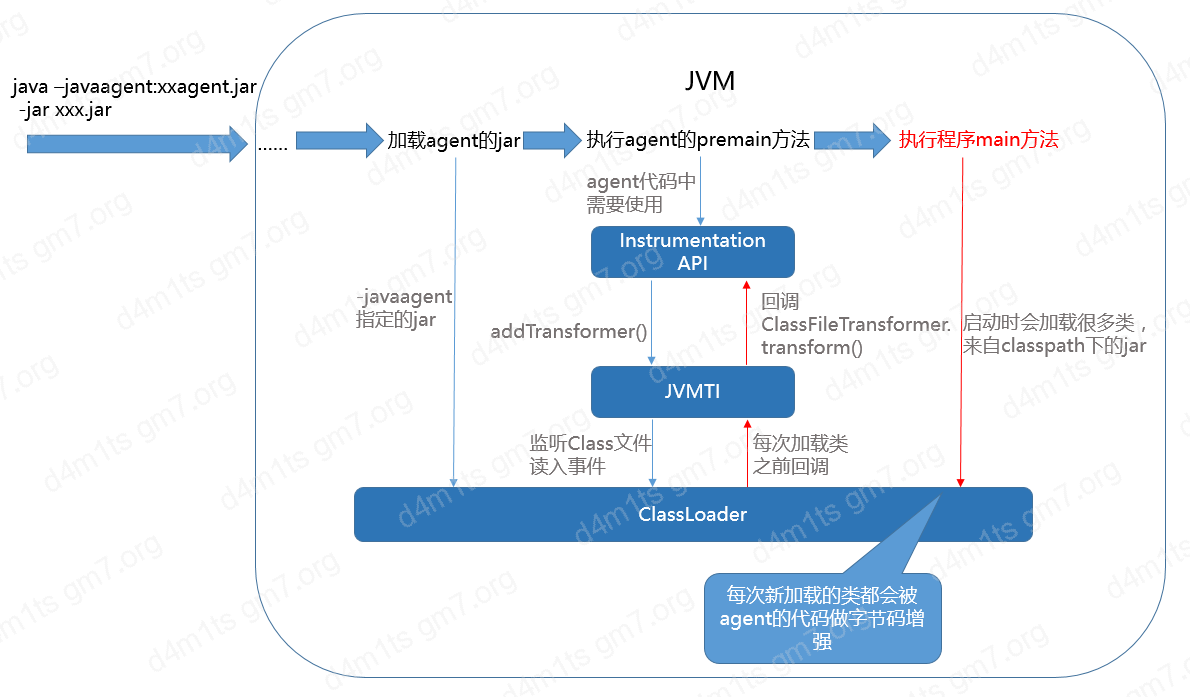 JVM
java –javaagent:xxagent.jar
-jar xxx.jar
......
加载agent的jar
执行agent的premain方法
执行程序main方法
agent代码中
需要使用
Instrumentation
API
-javaagent
指定的jar
addTransformer()
回调
ClassFileTransformer.
transform()
启动时会加载很多类，
来自classpath下的jar
JVMTI
监听Class文件
读入事件
每次加载类
之前回调
ClassLoader
每次新加载的类都会被
agent的代码做字节码增
强
d4m1ts gm7.org